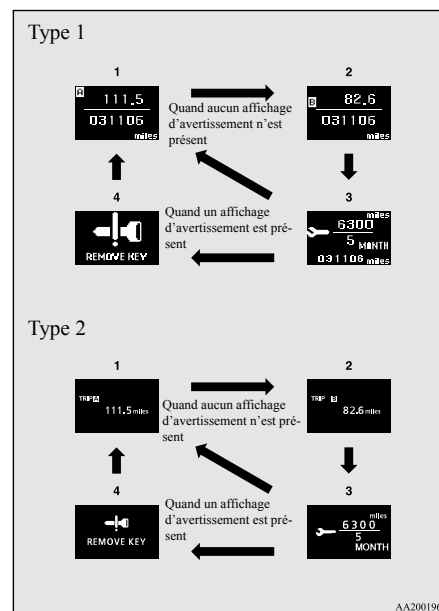 Type 1
1
2
A 111.5
031106
miles
Quand aucun affichage
d'avertissement n'est
présent
B 82.6
031106
miles
4
3
REMOVE KEY
Quand un affichage
d'avertissement est pré-
sent
miles
6300
5 MONTH
031106 miles
Type 2
1
2
TRIP A
111.5 miles
Quand aucun affichage
d'avertissement n'est pré-
sent
TRIP B
82.6 miles
4
3
REMOVE KEY
Quand un affichage
d'avertissement est pré-
sent
miles
6300
5
MONTH
AA200196